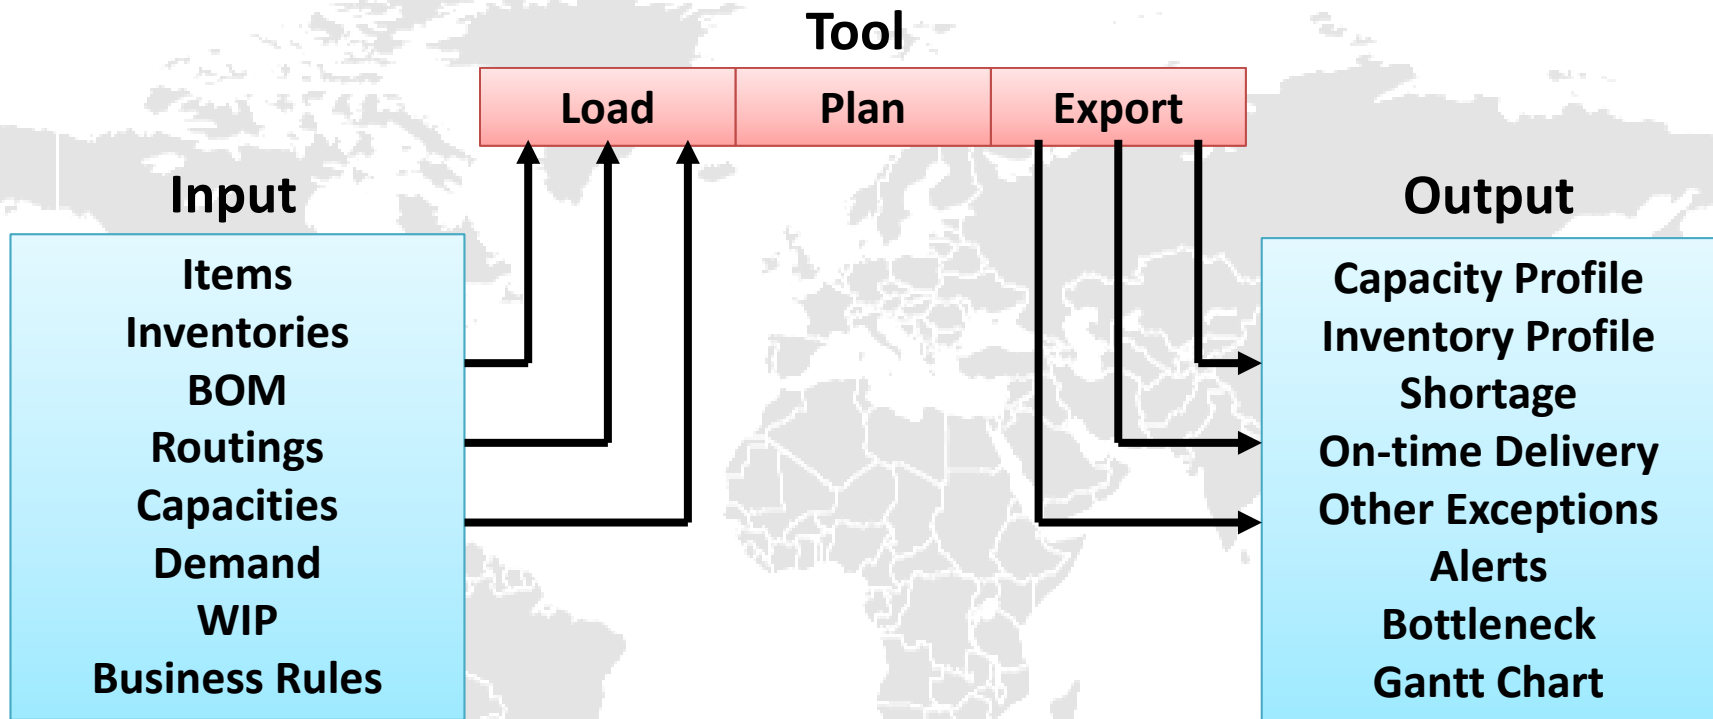 Tool
Load
Plan
Export
Input
Items
Inventories
BOM
Routings
Capacities
Demand
WIP
Business Rules
Output
Capacity Profile
Inventory Profile
Shortage
On-time Delivery
Other Exceptions
Alerts
Bottleneck
Gantt Chart